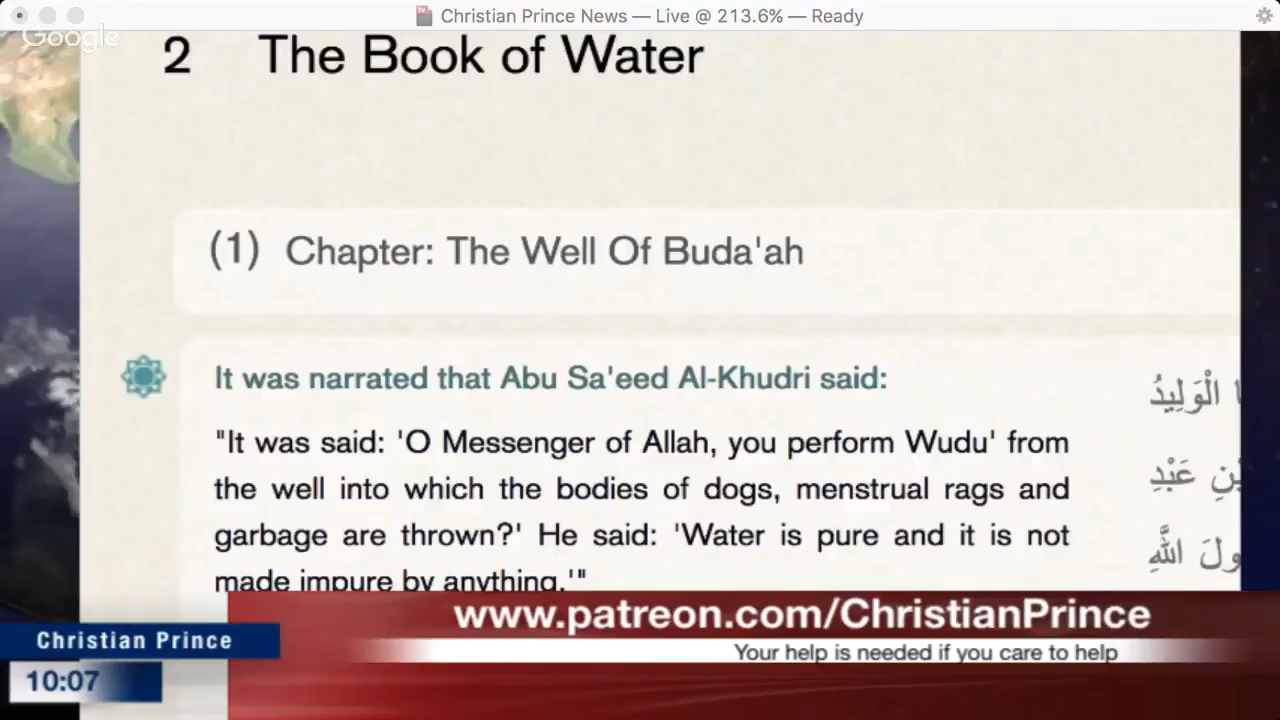 Christian Prince News — Live @ 213.6% — Ready
Google
2 The Book of Water
(1) Chapter: The Well Of Buda'ah
It was narrated that Abu Sa'eed Al-Khudri said:
"It was said: 'O Messenger of Allah, you perform Wudu' from
the well into which the bodies of dogs, menstrual rags and
garbage are thrown?' He said: 'Water is pure and it is not
made impure by anything.'"
الْوَلِيدُ
عَبْدِ
اللَّهِ
www.patreon.com/ChristianPrince
Your help is needed if you care to help
Christian Prince
10:07